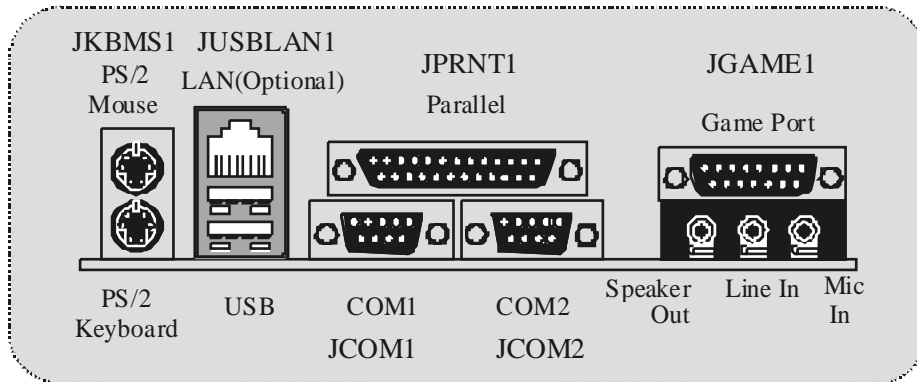 JKBMS1 JUSBLAN1
PS/2
Mouse
LAN(Optional)
JPRNT1
Parallel
JGAME1
Game Port
PS/2
Keyboard
USB
COM1
JCOM1
COM2
JCOM2
Speaker
Out
Line In
Mic
In